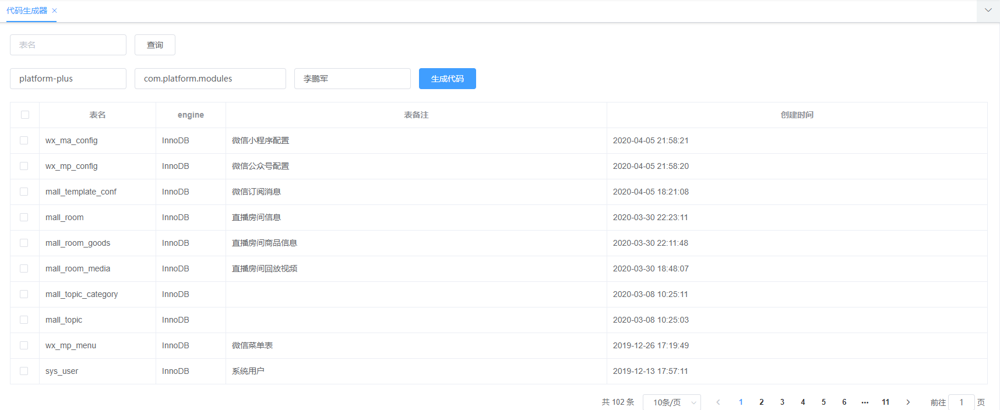 代码生成器
表名 查询
platform-plus com.platform.modules 李鹏军 生成代码
表名 engine 表备注 创建时间
wx_ma_config InnoDB 微信小程序配置 2020-04-05 21:58:21
wx_mp_config InnoDB 微信公众号配置 2020-04-05 21:58:20
mall_template_conf InnoDB 微信订阅消息 2020-04-05 18:21:08
mall_room InnoDB 直播房间信息 2020-03-30 22:23:11
mall_room_goods InnoDB 直播房间商品信息 2020-03-30 22:11:48
mall_room_media InnoDB 直播房间回放视频 2020-03-30 18:48:07
mall_topic_category InnoDB 2020-03-08 10:25:11
mall_topic InnoDB 2020-03-08 10:25:03
wx_mp_menu InnoDB 微信菜单表 2019-12-26 17:19:49
sys_user InnoDB 系统用户 2019-12-13 17:57:11
共 102 条 10条/页 1 2 3 4 5 6 ··· 11 前往 1 页